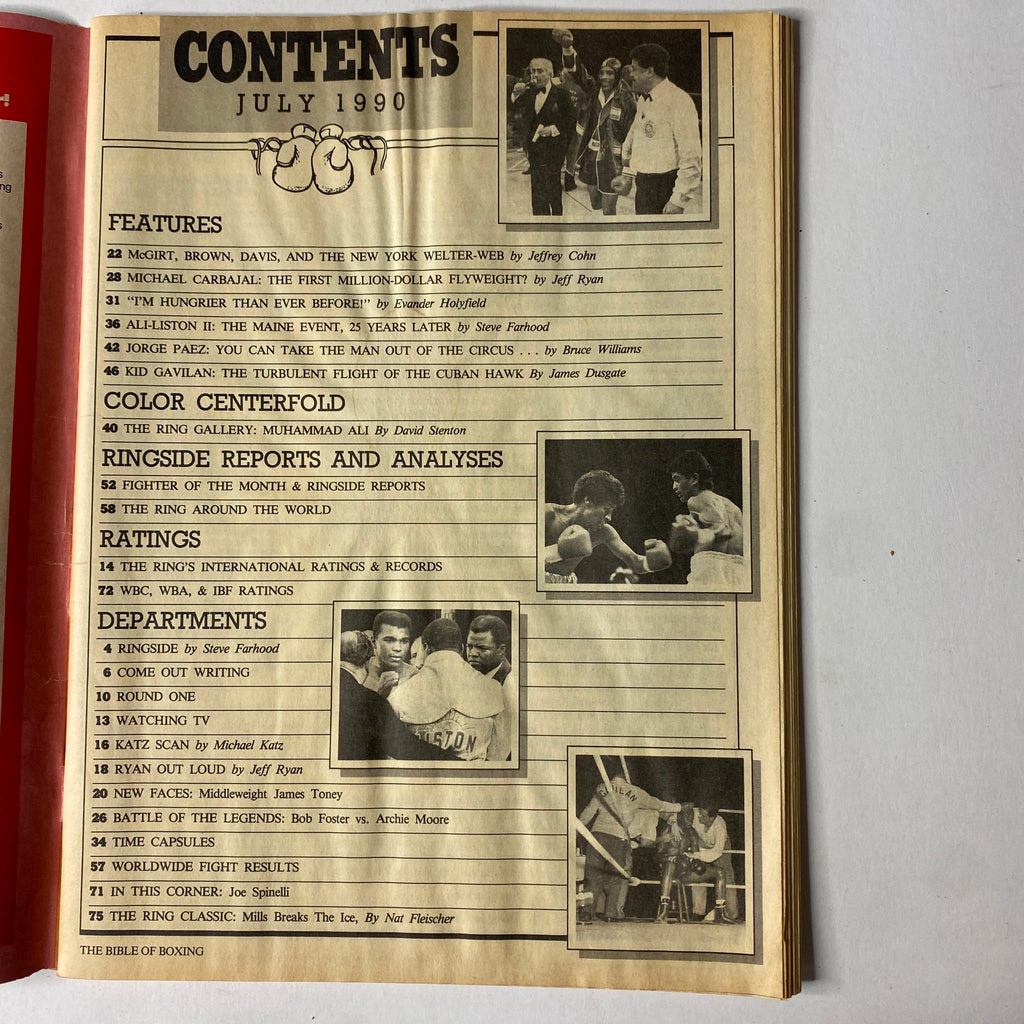 CONTENTS
JULY 1990
FEATURES
22 McGIRT, BROWN, DAVIS, AND THE NEW YORK WELTER-WEB by Jeffrey Cohn
28 MICHAEL CARBAJAL: THE FIRST MILLION-DOLLAR FLYWEIGHT? by Jeff Ryan
31 “I’M HUNGRIER THAN EVER BEFORE!” by Evander Holyfield
36 ALI-LISTON II: THE MAINE EVENT, 25 YEARS LATER by Steve Farhood
42 JORGE PAEZ: YOU CAN TAKE THE MAN OUT OF THE CIRCUS . . . by Bruce Williams
46 KID GAVILAN: THE TURBULENT FLIGHT OF THE CUBAN HAWK By James Dusgate
COLOR CENTERFOLD
40 THE RING GALLERY: MUHAMMAD ALI By David Stenton
RINGSIDE REPORTS AND ANALYSES
52 FIGHTER OF THE MONTH & RINGSIDE REPORTS
58 THE RING AROUND THE WORLD
RATINGS
14 THE RING’S INTERNATIONAL RATINGS & RECORDS
72 WBC, WBA, & IBF RATINGS
DEPARTMENTS
4 RINGSIDE by Steve Farhood
6 COME OUT WRITING
10 ROUND ONE
13 WATCHING TV
16 KATZ SCAN by Michael Katz
18 RYAN OUT LOUD by Jeff Ryan
20 NEW FACES: Middleweight James Toney
26 BATTLE OF THE LEGENDS: Bob Foster vs. Archie Moore
34 TIME CAPSULES
57 WORLDWIDE FIGHT RESULTS
71 IN THIS CORNER: Joe Spinelli
75 THE RING CLASSIC: Mills Breaks The Ice, By Nat Fleischer
THE BIBLE OF BOXING
ISTON